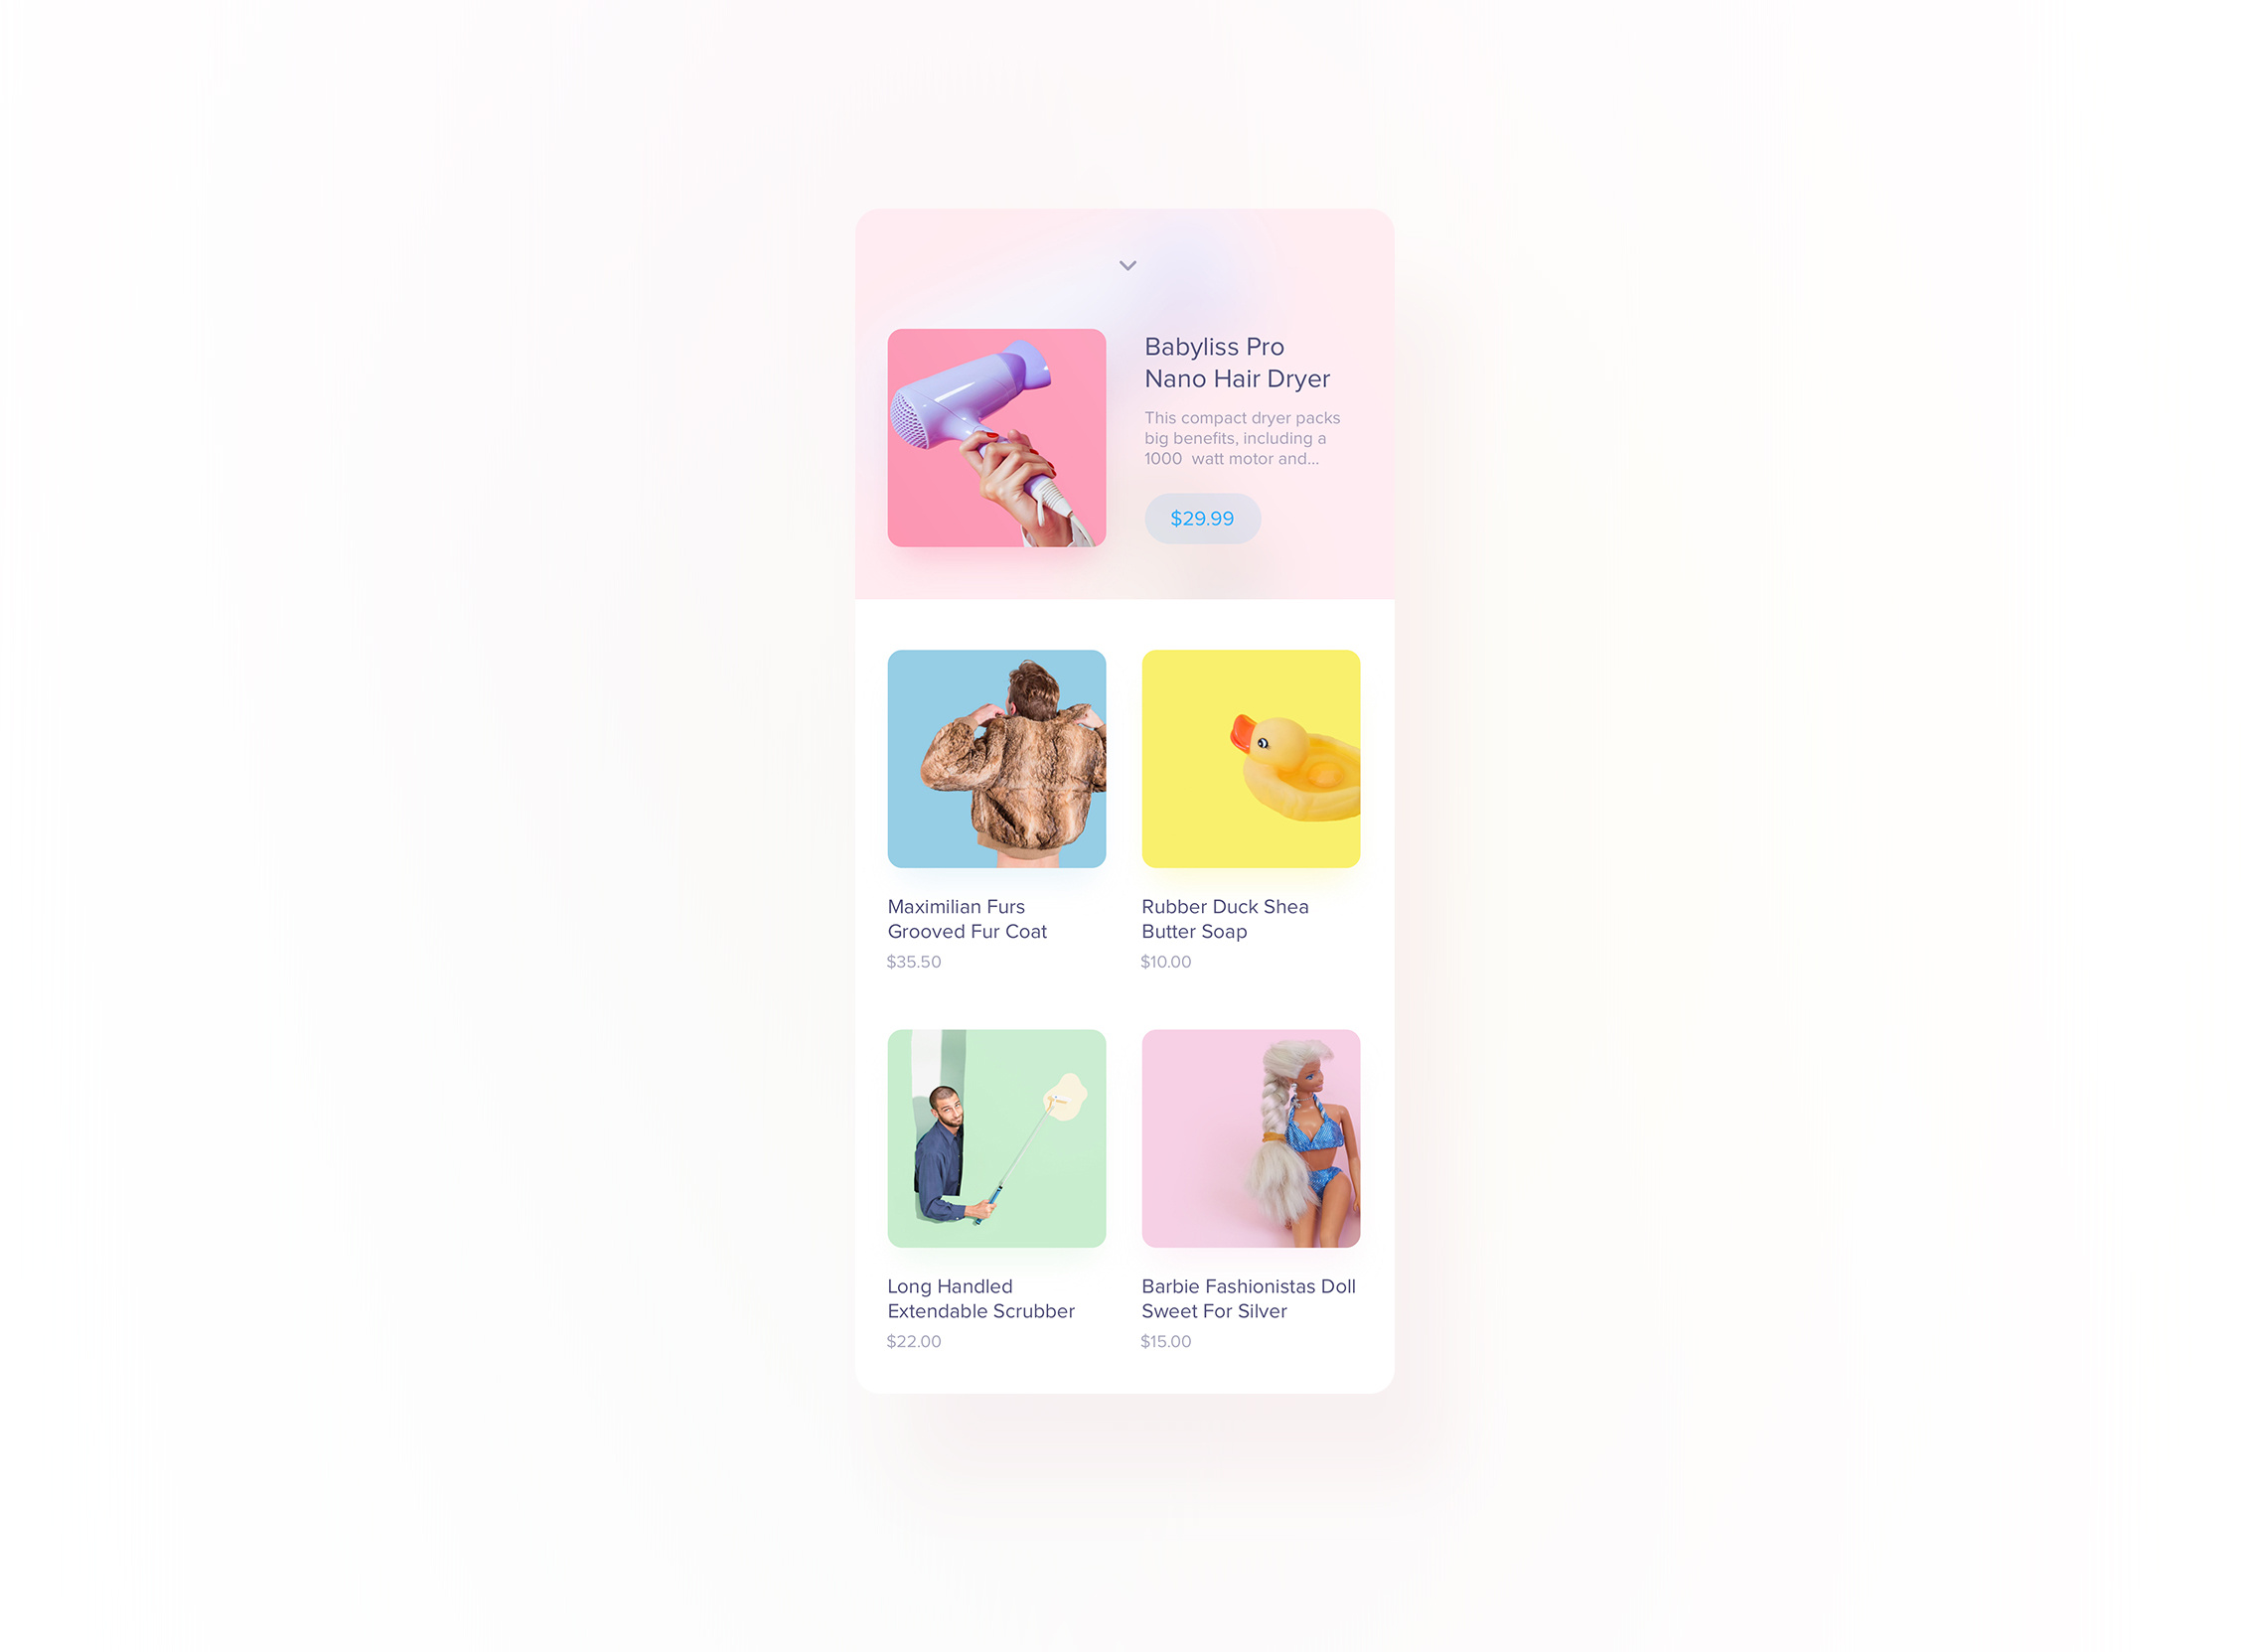 Babyliss Pro
Nano Hair Dryer
This compact dryer packs
big benefits, including a
1000 watt motor and...
$29.99
Maximilian Furs
Grooved Fur Coat
$35.50
Rubber Duck Shea
Butter Soap
$10.00
Long Handled
Extendable Scrubber
$22.00
Barbie Fashionistas Doll
Sweet For Silver
$15.00